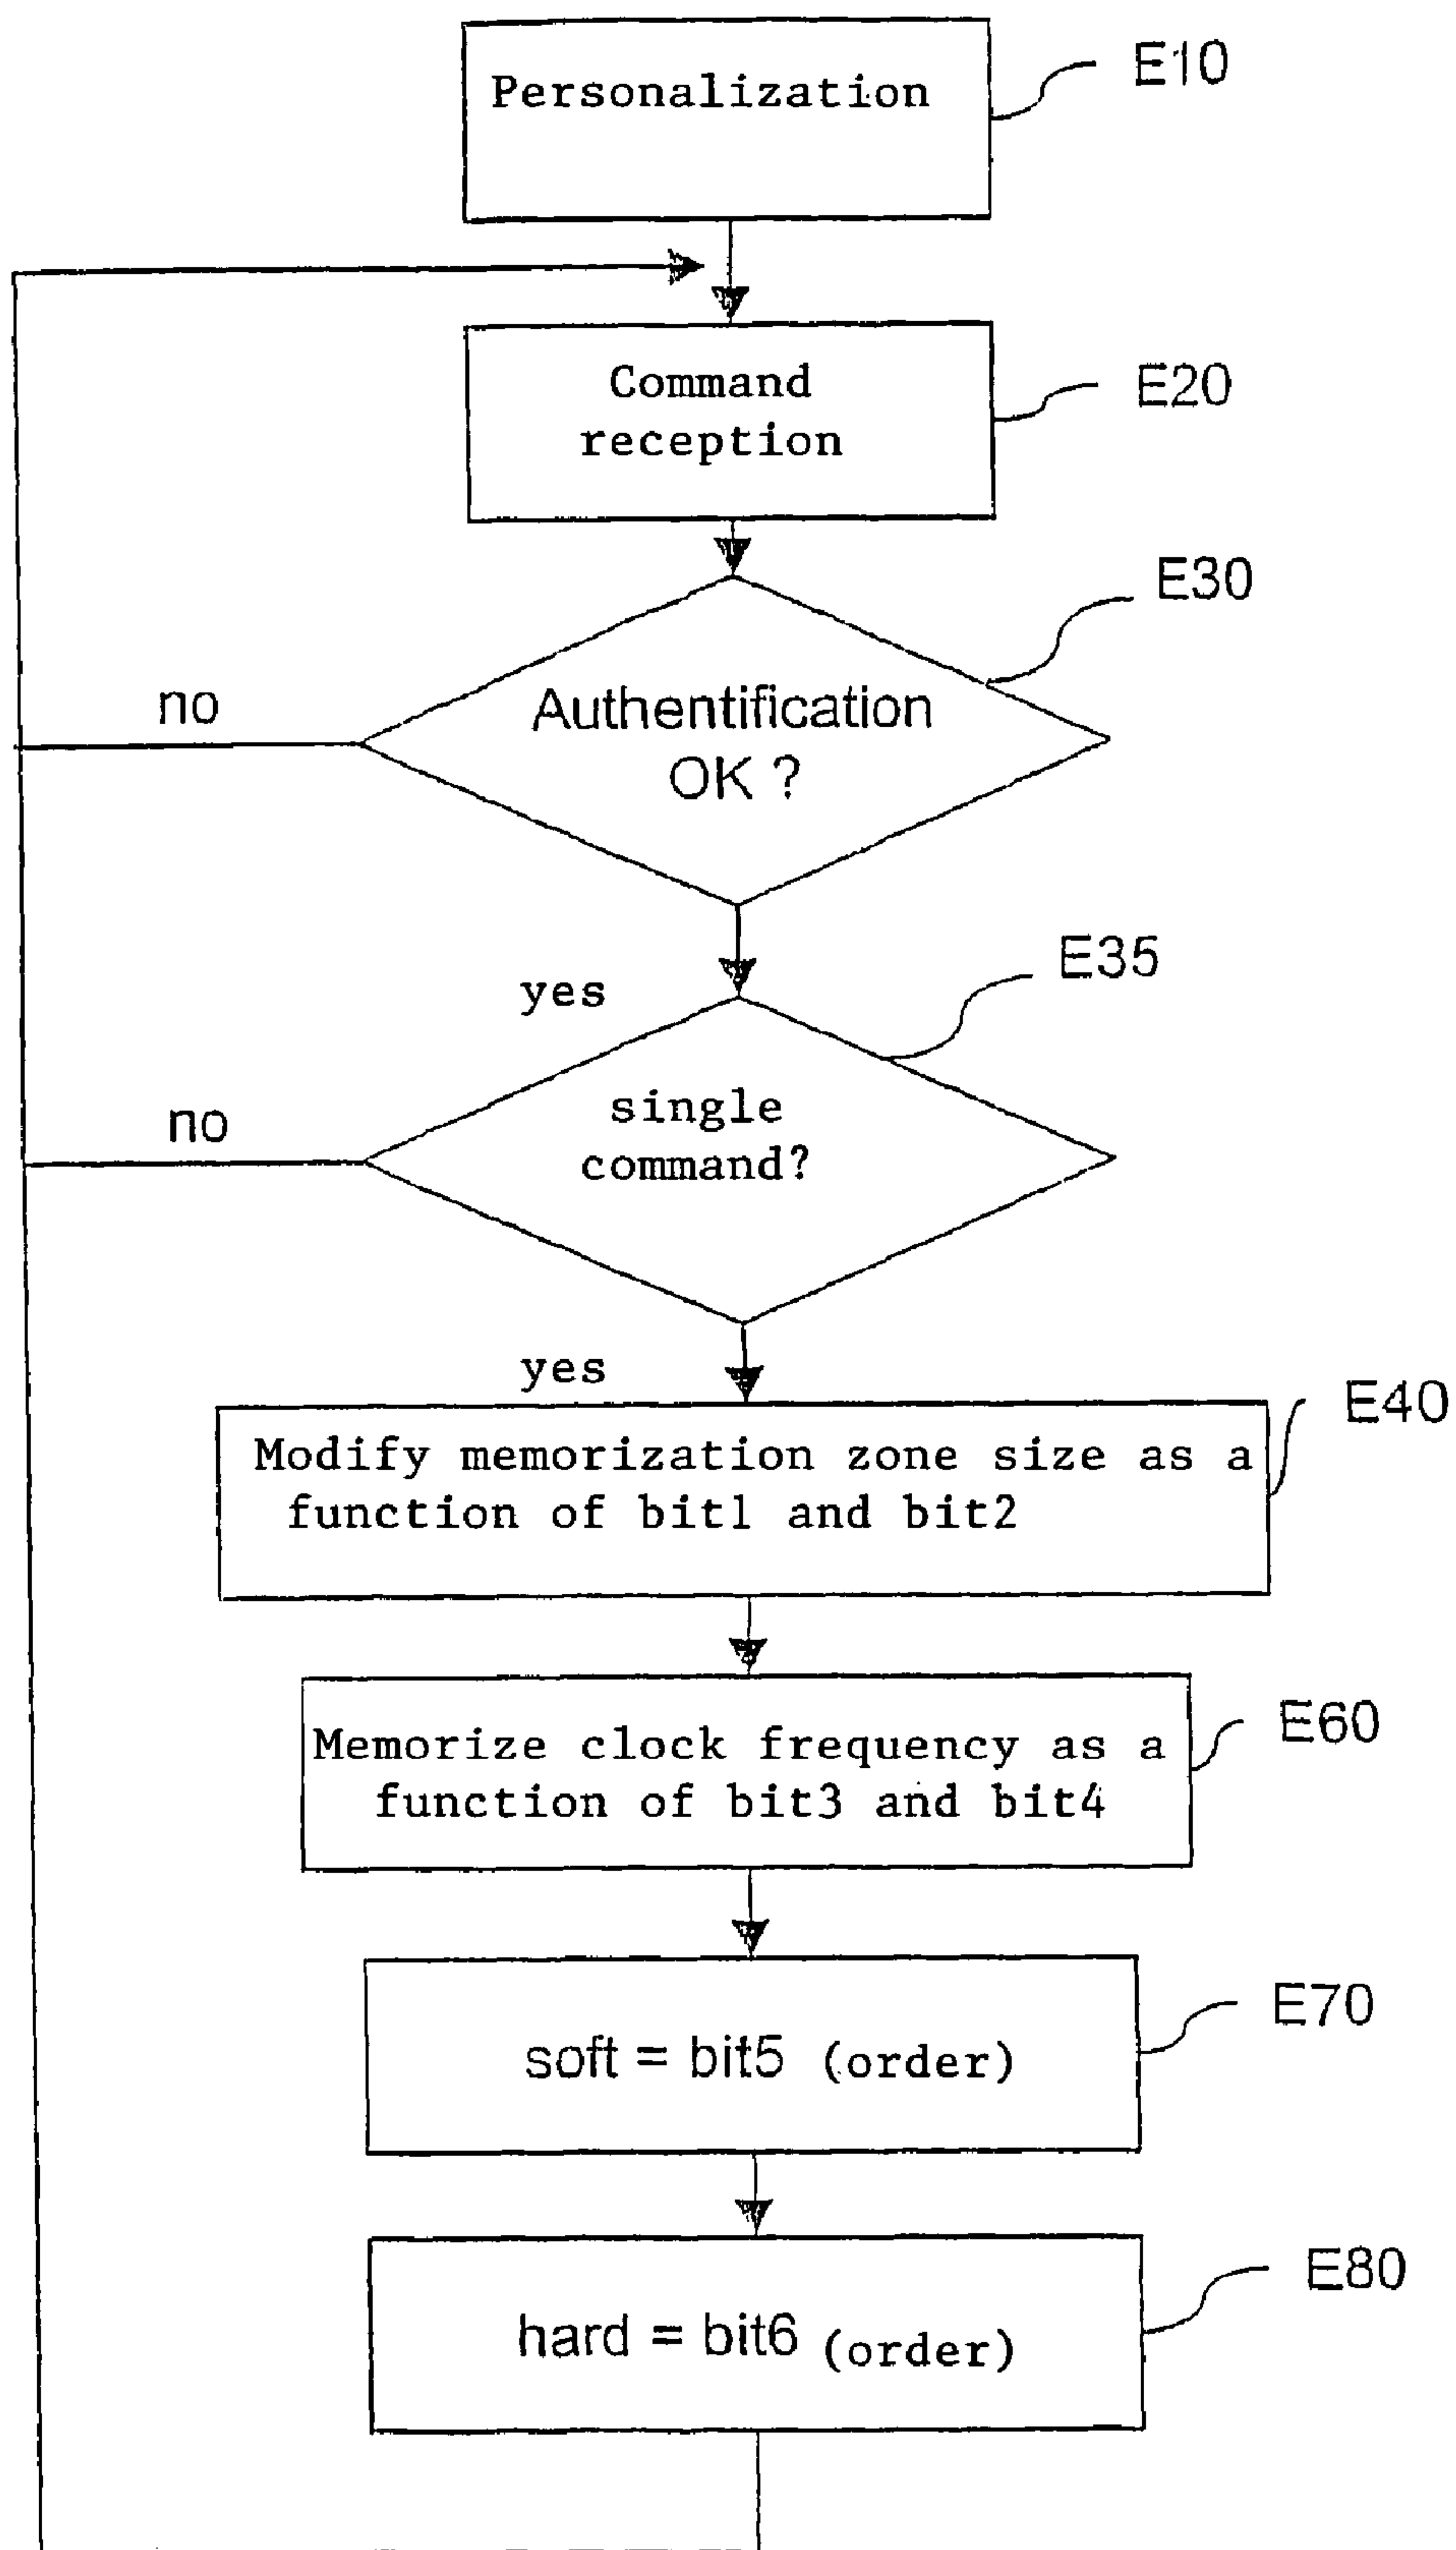 Personalization
E10
Command
reception
E20
E30
Authentification
OK ?
no
yes
E35
single
command?
no
yes
E40
Modify memorization zone size as a
function of bit1 and bit2
E60
Memorize clock frequency as a
function of bit3 and bit4
E70
soft = bit5 (order)
E80
hard = bit6 (order)